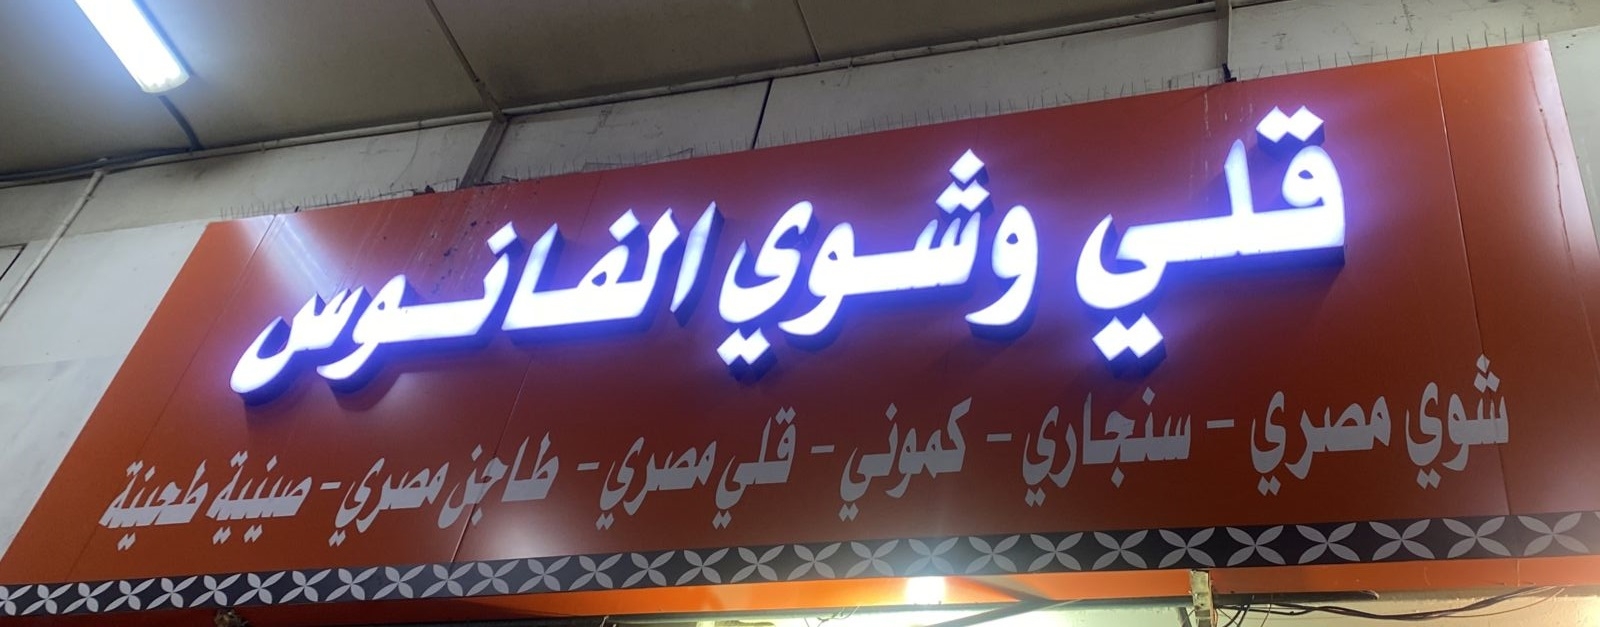 قلي وشوي الفانوس
شوي مصري - سنجاري - كموني - قلي مصري - طاجن مصري - صينية طحينة